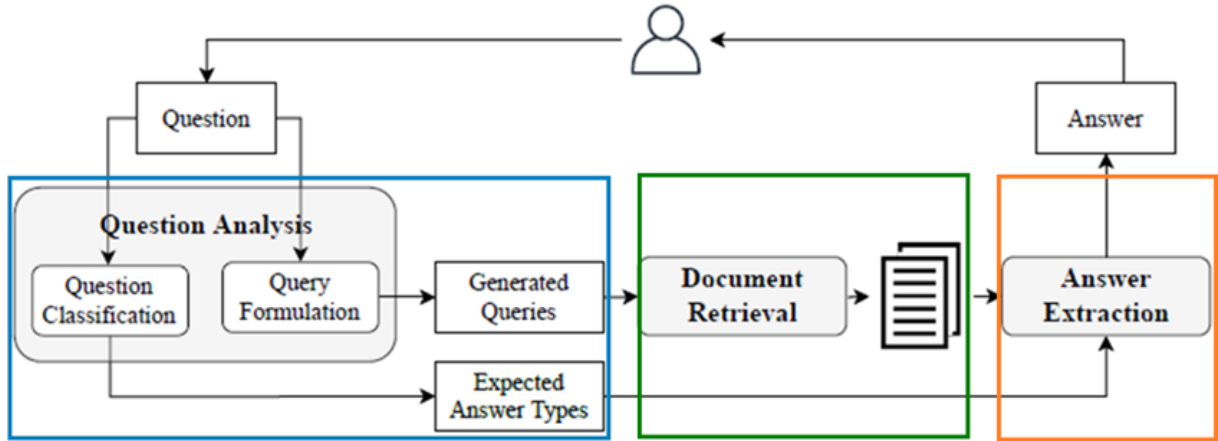 Question
Answer
Question Analysis
Question
Classification
Query
Formulation
Generated
Queries
Document
Retrieval
Answer
Extraction
Expected
Answer Types